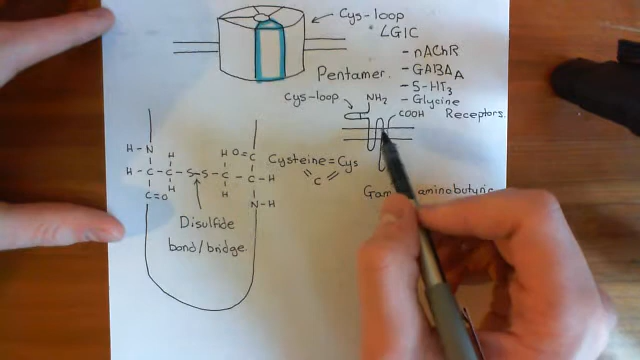 Cys-loop
LGIC
- nAChR
- GABAA
- 5-HT3
- Glycine
Receptors.
Pentamer.
Cys-loop
NH2
COOH
H-N
H O=C
H
H-C-C-S-S-C-C-H
H
H
C=O
N-H
Cysteine=Cys
C
Disulfide
bond/bridge
aminobutyric